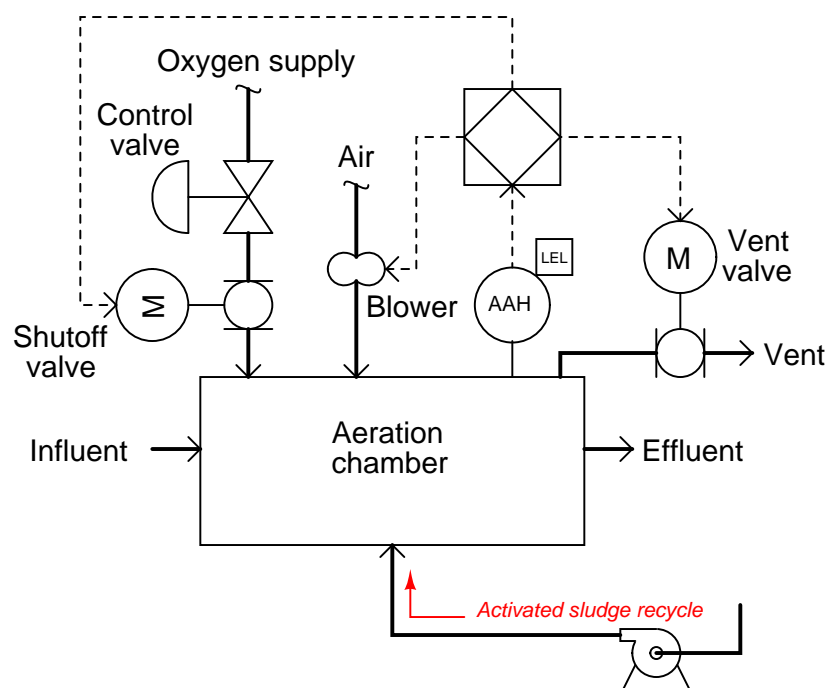 Oxygen supply
Control
valve
Air
LEL
M
Vent
valve
AAH
M
Blower
Shutoff
valve
Vent
Aeration
chamber
Influent
Effluent
Activated sludge recycle